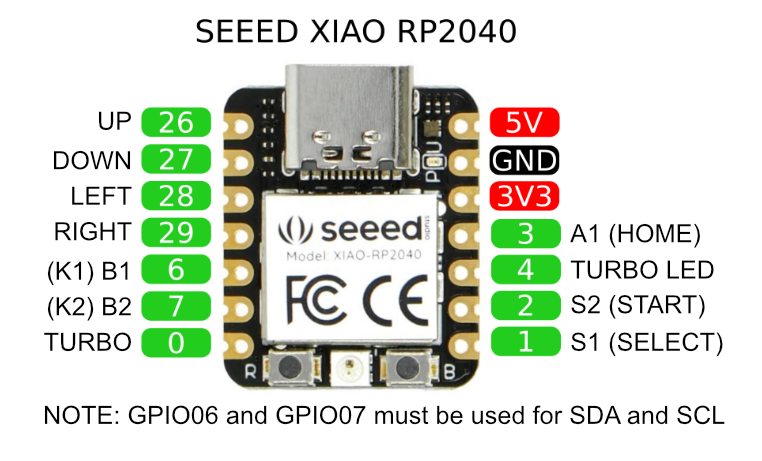 SEEED XIAO RP2040
UP 26 5V
DOWN 27 GND
LEFT 28 3V3
RIGHT 29 3 A1 (HOME)
(K1) B1 6 4 TURBO LED
(K2) B2 7 2 S2 (START)
TURBO 0 1 S1 (SELECT)
seeed studio
Model: XIAO-RP2040
FC CE
R B
NOTE: GPIO06 and GPIO07 must be used for SDA and SCL